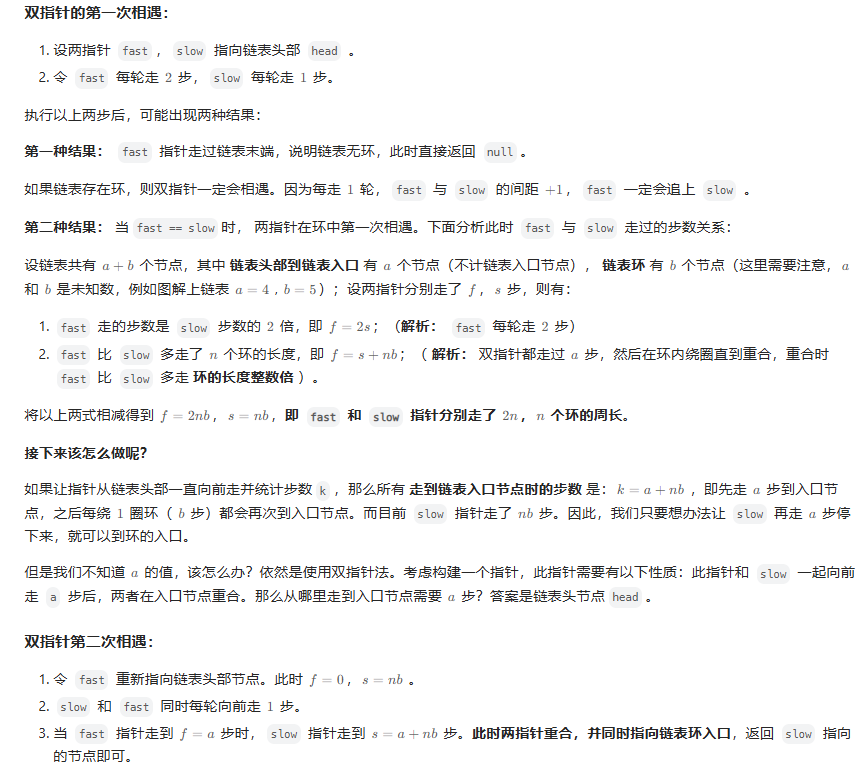 双指针的第一次相遇：
1. 设两指针 fast ， slow 指向链表头部 head 。
2. 令 fast 每轮走 2 步， slow 每轮走 1 步。
执行以上两步后，可能出现两种结果：
第一种结果： fast 指针走过链表末端，说明链表无环，此时直接返回 null 。
如果链表存在环，则双指针一定会相遇。因为每走 1 轮， fast 与 slow 的间距 +1， fast 一定会追上 slow 。
第二种结果： 当 fast == slow 时， 两指针在环中第一次相遇。下面分析此时 fast 与 slow 走过的步数关系：
设链表共有 a + b 个节点，其中 链表头部到链表入口 有 a 个节点（不计链表入口节点）， 链表环 有 b 个节点（这里需要注意，a
和 b 是未知数，例如图解上链表 a = 4 , b = 5）；设两指针分别走了 f ，s 步，则有：
1. fast 走的步数是 slow 步数的 2 倍，即 f = 2s；（解析： fast 每轮走 2 步）
2. fast 比 slow 多走了 n 个环的长度，即 f = s + nb；（ 解析： 双指针都走过 a 步，然后在环内绕圈直到重合，重合时
fast 比 slow 多走 环的长度整数倍 ）。
将以上两式相减得到 f = 2nb，s = nb，即 fast 和 slow 指针分别走了 2n，n 个环的周长。
接下来该怎么做呢？
如果让指针从链表头部一直向前走并统计步数 k ，那么所有 走到链表入口节点时的步数 是：k = a + nb ，即先走 a 步到入口节
点，之后每绕 1 圈环（ b 步）都会再次到入口节点。而目前 slow 指针走了 nb 步。因此，我们只要想办法让 slow 再走 a 步停
下来，就可以到环的入口。
但是我们不知道 a 的值，该怎么办？依然是使用双指针法。考虑构建一个指针，此指针需要有以下性质：此指针和 slow 一起向前
走 a 步后，两者在入口节点重合。那么从哪里走到入口节点需要 a 步？答案是链表头节点 head 。
双指针第二次相遇：
1. 令 fast 重新指向链表头部节点。此时 f = 0，s = nb 。
2. slow 和 fast 同时每轮向前走 1 步。
3. 当 fast 指针走到 f = a 步时， slow 指针走到 s = a + nb 步。此时两指针重合，并同时指向链表环入口，返回 slow 指向
的节点即可。